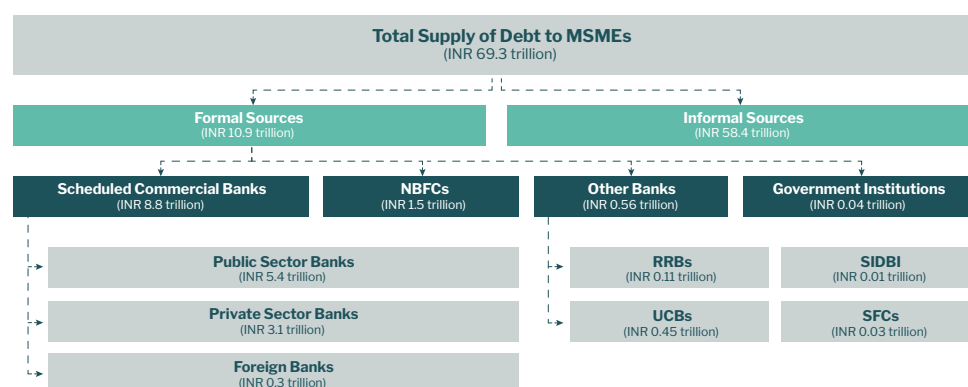 Total Supply of Debt to MSMEs
(INR 69.3 trillion)
Formal Sources
(INR 10.9 trillion)
Informal Sources
(INR 58.4 trillion)
Scheduled Commercial Banks
(INR 8.8 trillion)
NBFCs
(INR 1.5 trillion)
Other Banks
(INR 0.56 trillion)
Government Institutions
(INR 0.04 trillion)
Public Sector Banks
(INR 5.4 trillion)
Private Sector Banks
(INR 3.1 trillion)
Foreign Banks
(INR 0.3 trillion)
RRBs
(INR 0.11 trillion)
UCBs
(INR 0.45 trillion)
SIDBI
(INR 0.01 trillion)
SFCs
(INR 0.03 trillion)